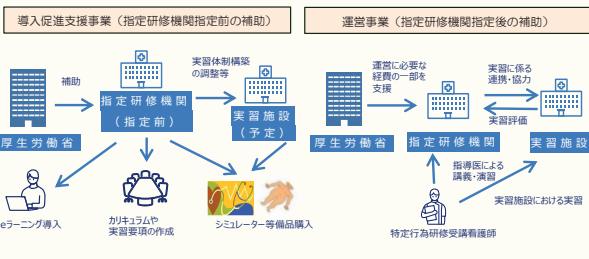 導入促進支援事業（指定研修機関指定前の補助）
補助
実習体制構築
の調整等
指定研修機関
（指定前）
実習施設
（予定）
厚生労働省
eラーニング導入
カリキュラムや
実習要項の作成
シミュレーター等備品購入
運営事業（指定研修機関指定後の補助）
運営に必要な
経費の一部を
支援
実習に係る
連携・協力
実習評価
厚生労働省
指定研修機関
実習施設
指導医による
講義・演習
実習施設における実習
特定行為研修受講看護師